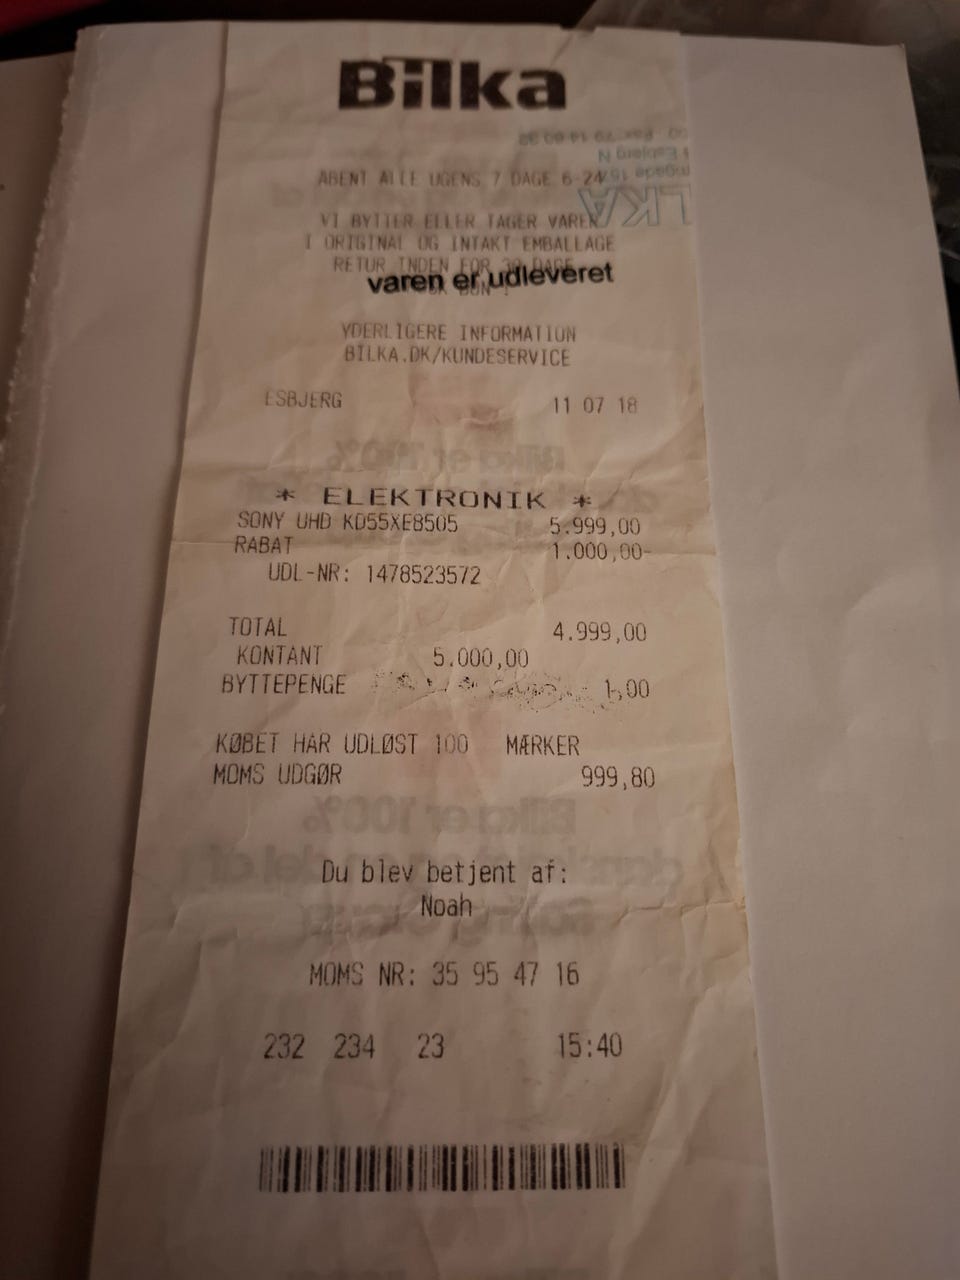 Bilka
ÅBENT ALLE UGENS 7 DAGE 6-24
VI BYTTER ELLER TAGER VAREN
I ORIGINAL OG INTAKT EMBALLAGE
RETUR INDEN FOR 30 DAGE
varen er udleveret
BON !
YDERLIGERE INFORMATION
BILKA.DK/KUNDESERVICE
ESBJERG 11 07 18
* ELEKTRONIK *
SONY UHD KD55XE8505 5.999,00
RABAT 1.000,00-
UDL-NR: 1478523572
TOTAL 4.999,00
KONTANT 5.000,00
BYTTEPENGE 1,00
KØBET HAR UDLØST 100 MÆRKER
MOMS UDGØR 999,80
Du blev betjent af:
Noah
MOMS NR: 35 95 47 16
232 234 23 15:40